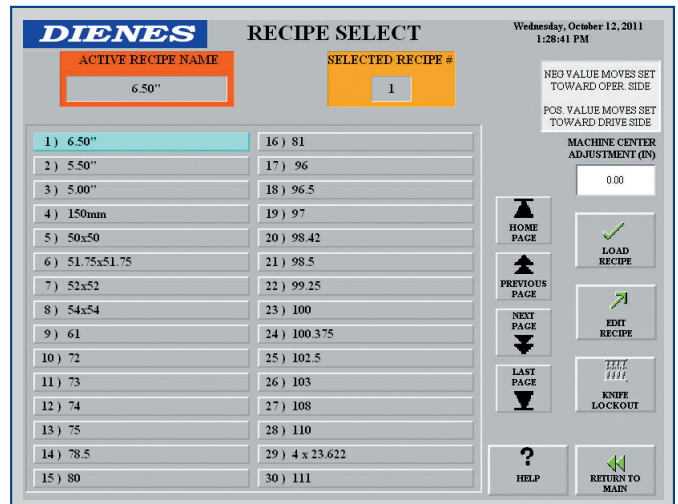 DIENES
RECIPE SELECT
Wednesday, October 12, 2011
1:28:41 PM
ACTIVE RECIPE NAME
6.50"
SELECTED RECIPE #
1
NEG VALUE MOVES SET
TOWARD OPER. SIDE
POS. VALUE MOVES SET
TOWARD DRIVE SIDE
MACHINE CENTER
ADJUSTMENT (IN)
0.00
1 ) 6.50"
2 ) 5.50"
3 ) 5.00"
4 ) 150mm
5 ) 50x50
6 ) 51.75x51.75
7 ) 52x52
8 ) 54x54
9 ) 61
10 ) 72
11 ) 73
12 ) 74
13 ) 75
14 ) 78.5
15 ) 80
16 ) 81
17 ) 96
18 ) 96.5
19 ) 97
20 ) 98.42
21 ) 98.5
22 ) 99.25
23 ) 100
24 ) 100.375
25 ) 102.5
26 ) 103
27 ) 108
28 ) 110
29 ) 4 x 23.622
30 ) 111
HOME
PAGE
PREVIOUS
PAGE
NEXT
PAGE
LAST
PAGE
LOAD
RECIPE
EDIT
RECIPE
KNIFE
LOCKOUT
?
HELP
RETURN TO
MAIN